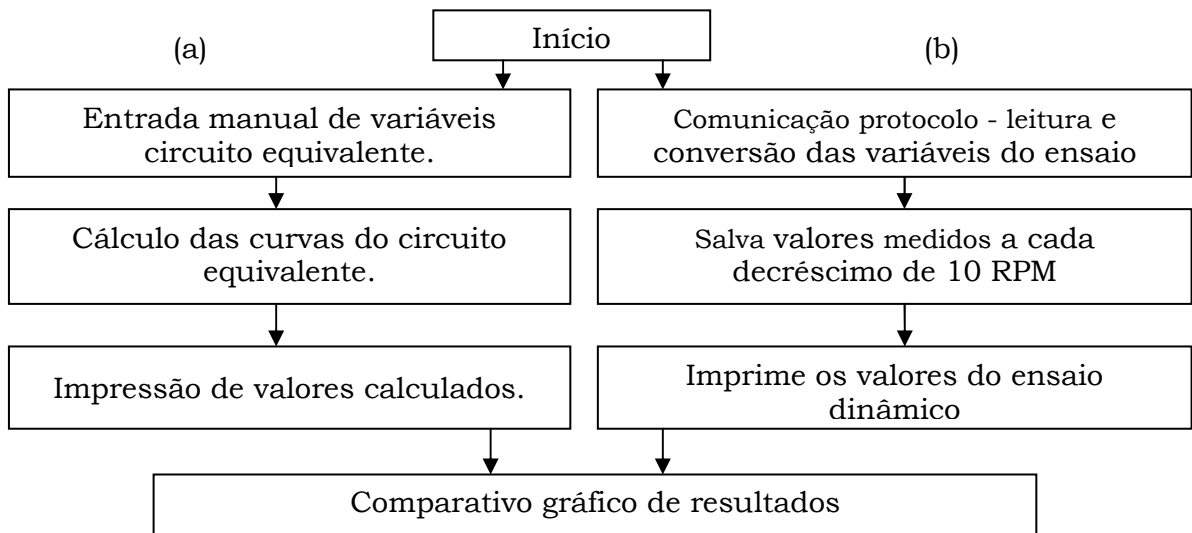 Início
(a)
(b)
Entrada manual de variáveis
circuito equivalente.
Comunicação protocolo - leitura e
conversão das variáveis do ensaio
Cálculo das curvas do circuito
equivalente.
Salva valores medidos a cada
decréscimo de 10 RPM
Impressão de valores calculados.
Imprime os valores do ensaio
dinâmico
Comparativo gráfico de resultados